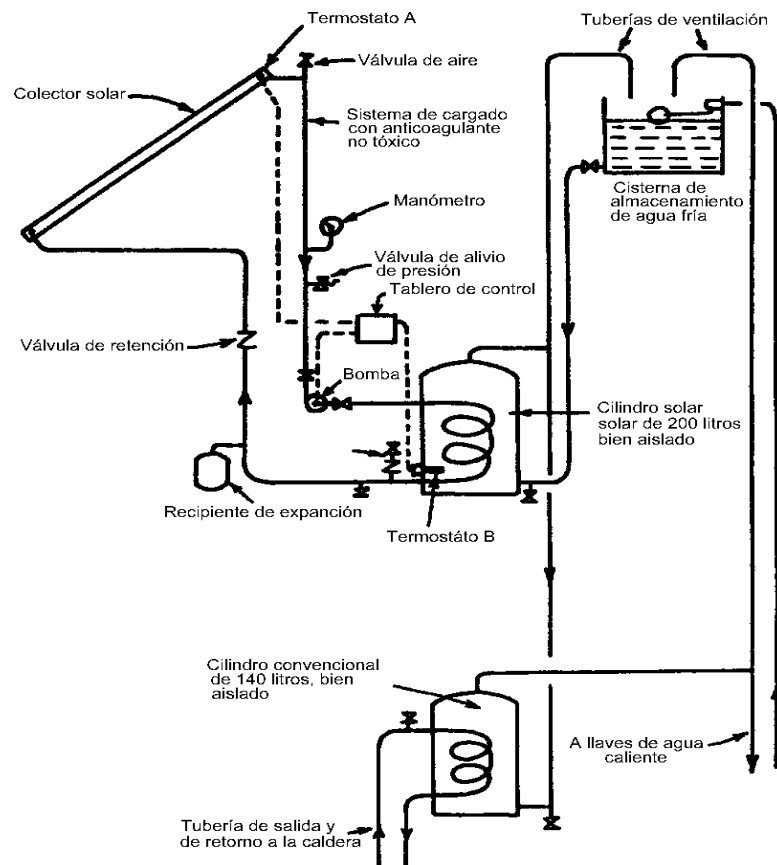 Termostato A
Tuberías de ventilación
Válvula de aire
Colector solar
Sistema de cargado
con anticoagulante
no tóxico
Cisterna de
almacenamiento
de agua fría
Manómetro
Válvula de alivio
de presión
Tablero de control
Válvula de retención
Bomba
Cilindro solar
solar de 200 litros
bien aislado
Recipiente de expanción
Termostáto B
Cilindro convencional
de 140 litros, bien
aislado
A llaves de agua
caliente
Tubería de salida y
de retorno a la caldera